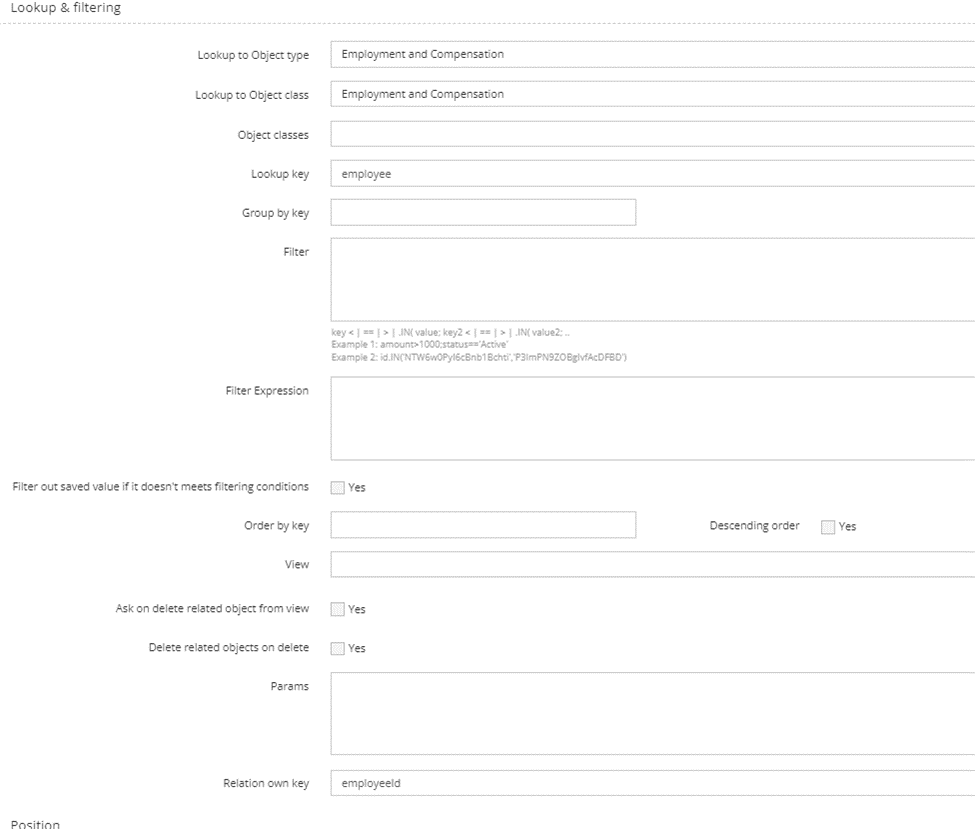 Lookup & filtering
Lookup to Object type Employment and Compensation
Lookup to Object class Employment and Compensation
Object classes
Lookup key employee
Group by key
Filter
key < | == | > | .IN( value; key2 < | == | > | .IN( value2; ..
Example 1: amount>1000;status=='Active'
Example 2: id.IN(
Filter Expression
Filter out saved value if it doesn't meets filtering conditions Yes
Order by key Descending order Yes
View
Ask on delete related object from view Yes
Delete related objects on delete Yes
Params
Relation own key employeeId
Position